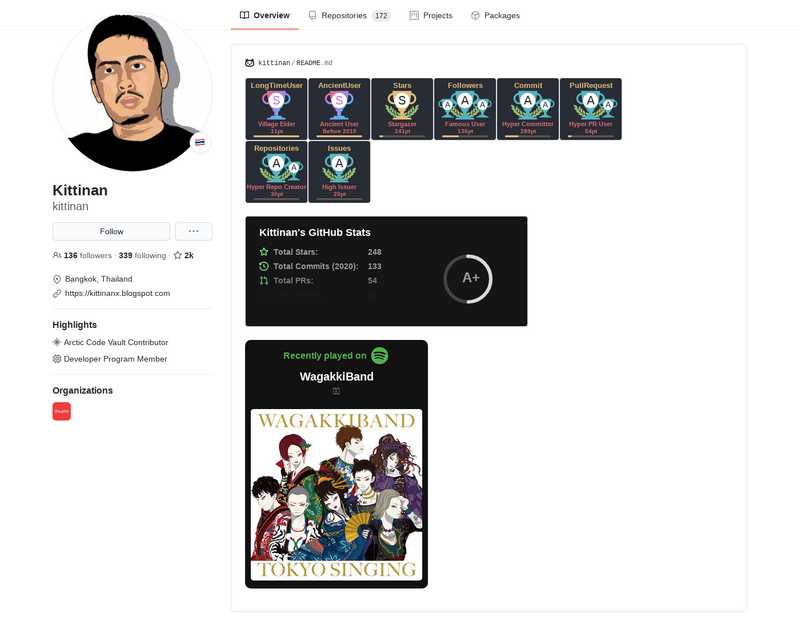 Overview
Repositories 172
Projects
Packages
Kittinan
kittinan
Follow
136 followers · 339 following · 2k
Bangkok, Thailand
https://kittinanx.blogspot.com
Highlights
Arctic Code Vault Contributor
Developer Program Member
Organizations
kittinan/README.md
LongTimeUser
S
Village Elder
11pt
AncientUser
S
Ancient User
Before 2010
Stars
S
Stargazer
241pt
Followers
A A A
Famous User
136pt
Commit
A A
Hyper Committer
289pt
PullRequest
A A
Hyper PR User
54pt
Repositories
A A
Hyper Repo Creator
30pt
Issues
A
High Issuer
20pt
Kittinan's GitHub Stats
Total Stars: 248
Total Commits (2020): 133
Total PRs: 54
A+
Recently played on
WagakkiBand
WAGAKKIBAND
TOKYO SINGING